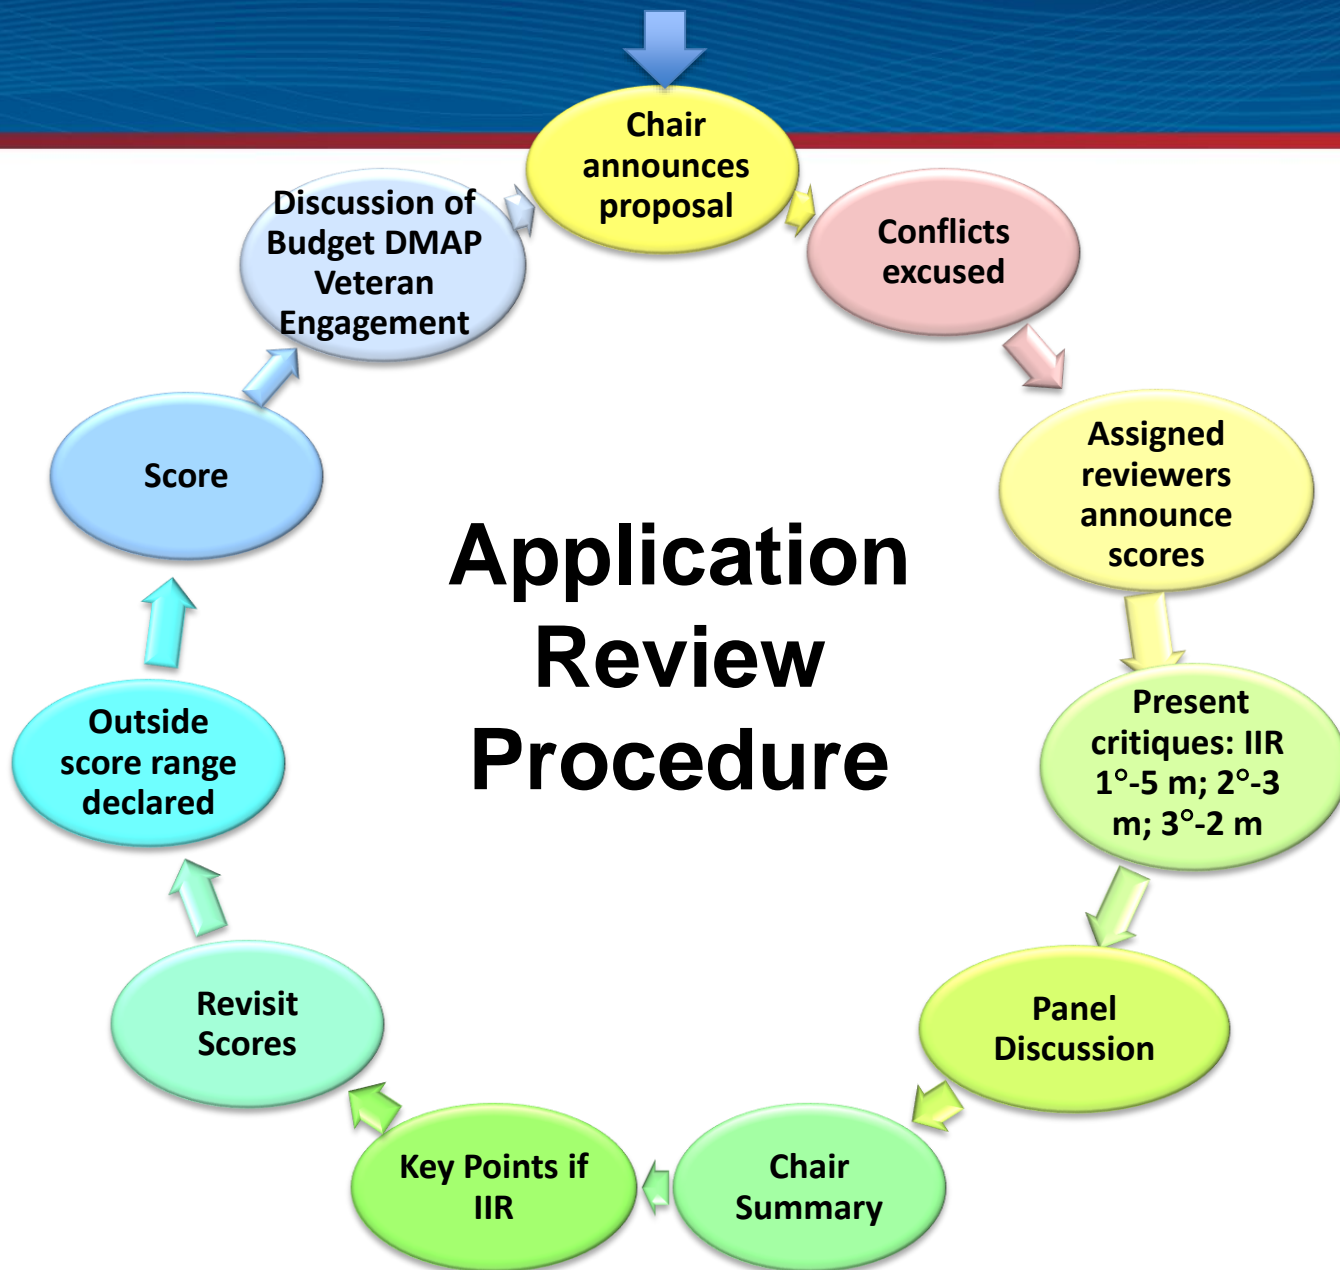 Chair
announces
proposal
Conflicts
excused
Assigned
reviewers
announce
scores
Present
critiques: IIR
1°-5 m; 2°-3
m; 3°-2 m
Panel
Discussion
Chair
Summary
Key Points if
IIR
Revisit
Scores
Outside
score range
declared
Score
Discussion of
Budget DMAP
Veteran
Engagement
Application
Review
Procedure